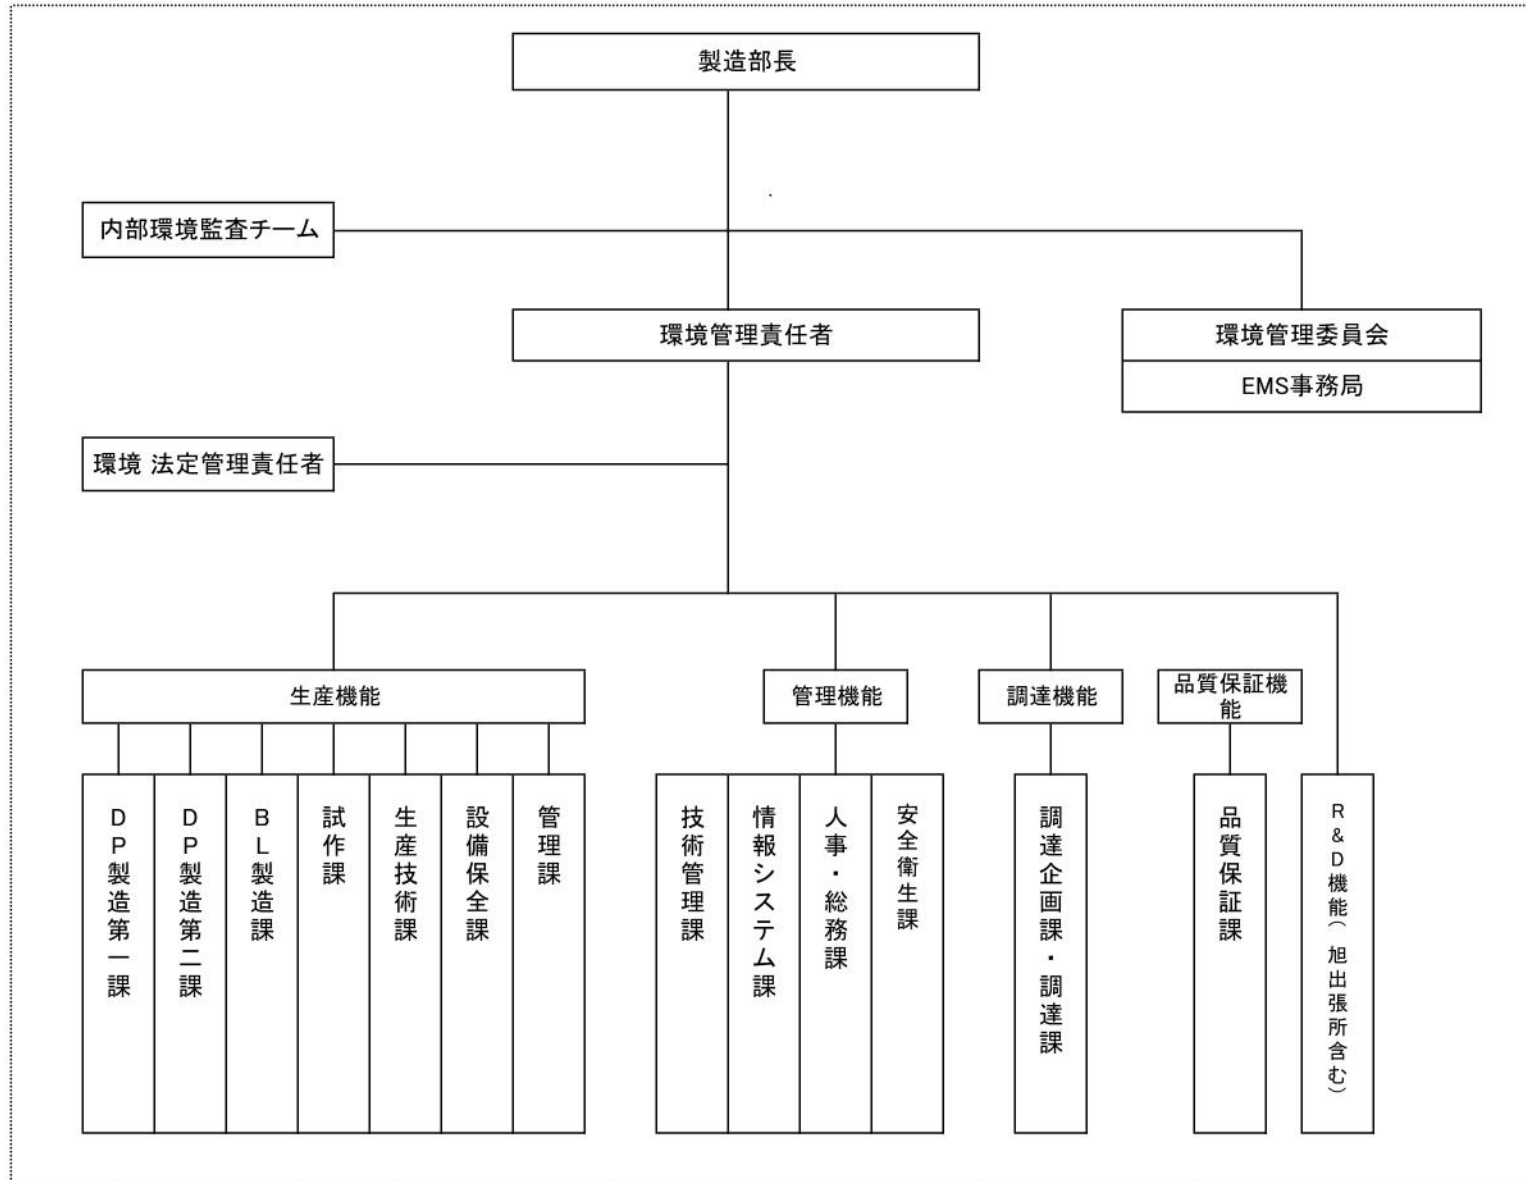 製造部長
内部環境監査チーム
環境管理責任者
環境管理委員会
EMS事務局
環境 法定管理責任者
生産機能
管理機能
調達機能
品質保証機
能
DP製造第一課
DP製造第二課
BL製造課
試作課
生産技術課
設備保全課
管理課
技術管理課
情報システム課
人事・総務課
安全衛生課
調達企画課・調達課
品質保証課
R&D機能(旭出張所含む)